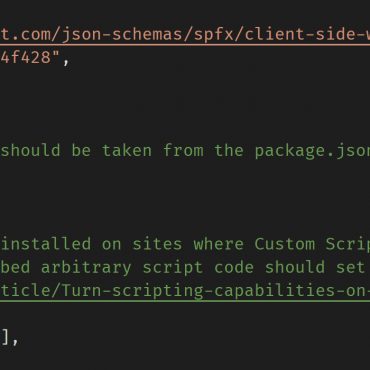 t.com/json-schemas/spfx/client-side-w
4f428",
should be taken from the package.json
installed on sites where Custom Scrip
bed arbitrary script code should set
ticle/Turn-scripting-capabilities-on-
],